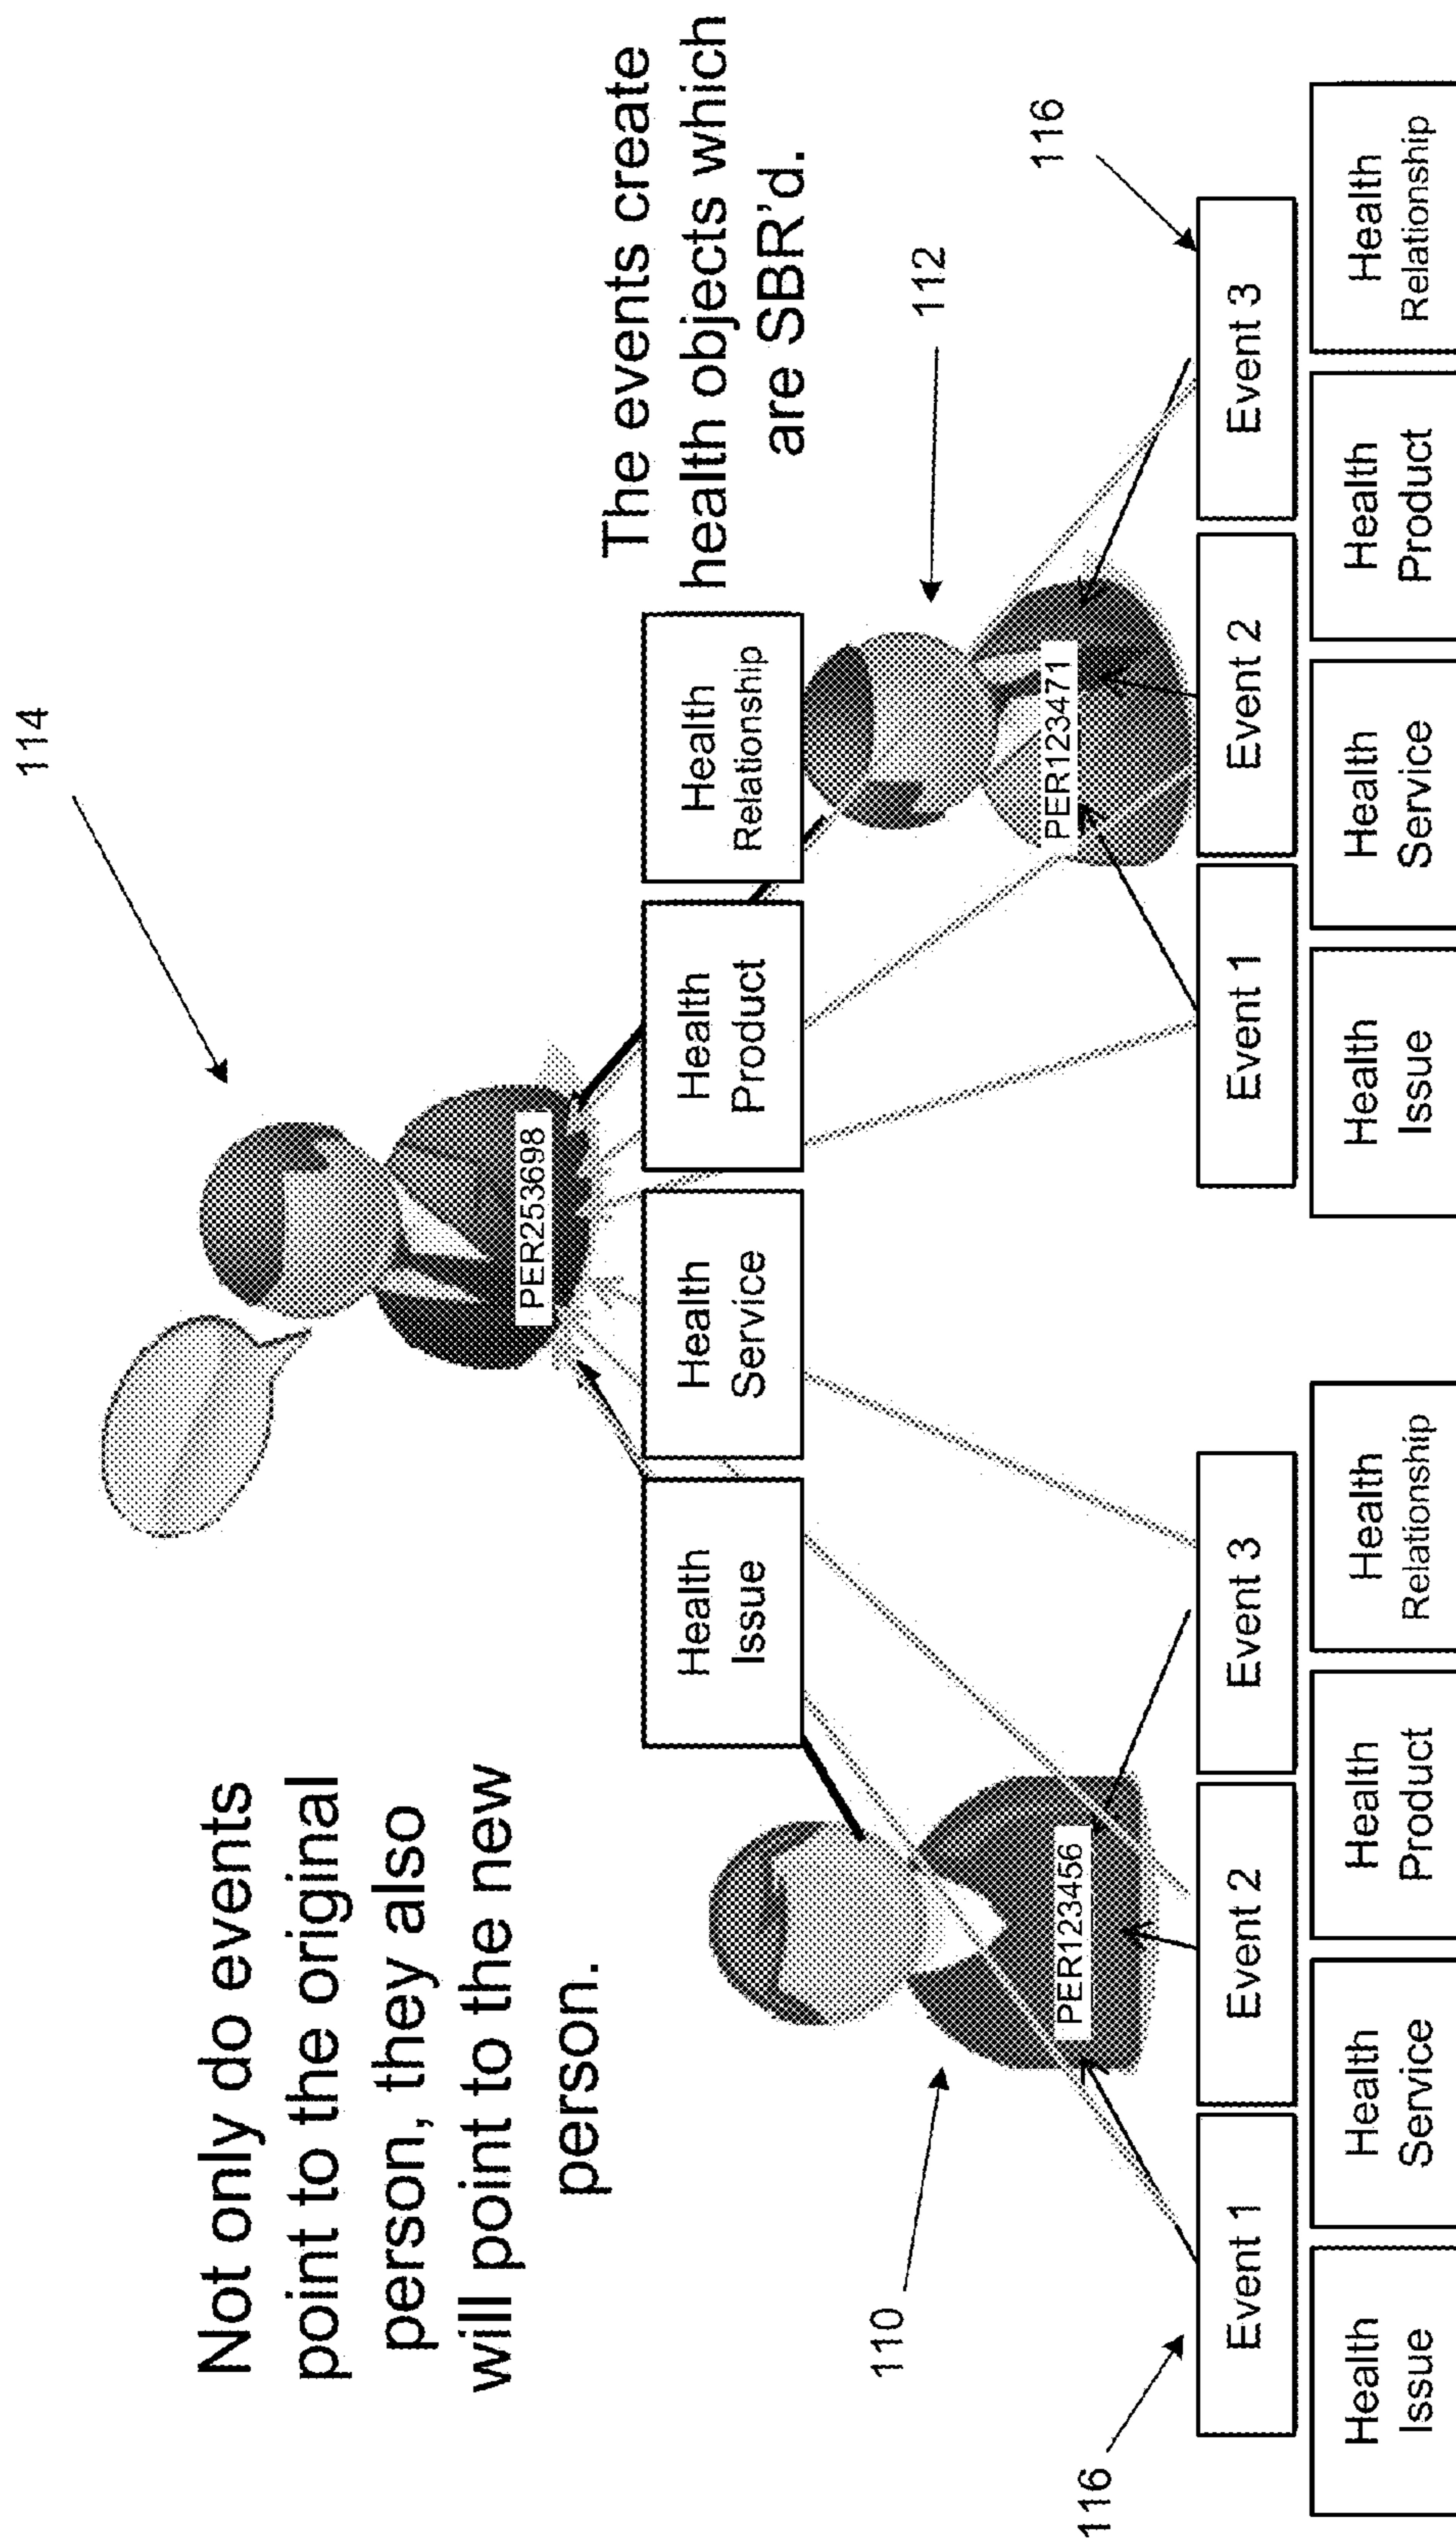 114
Not only do events
point to the original
person, they also
will point to the new
person.
PER253698
The events create
health objects which
are SBR'd.
Health
Issue
Health
Service
Health
Product
Health
Relationship
110
112
PER123456
PER123471
116
116
Event 1
Event 2
Event 3
Event 1
Event 2
Event 3
Health
Issue
Health
Service
Health
Product
Health
Relationship
Health
Issue
Health
Service
Health
Product
Health
Relationship